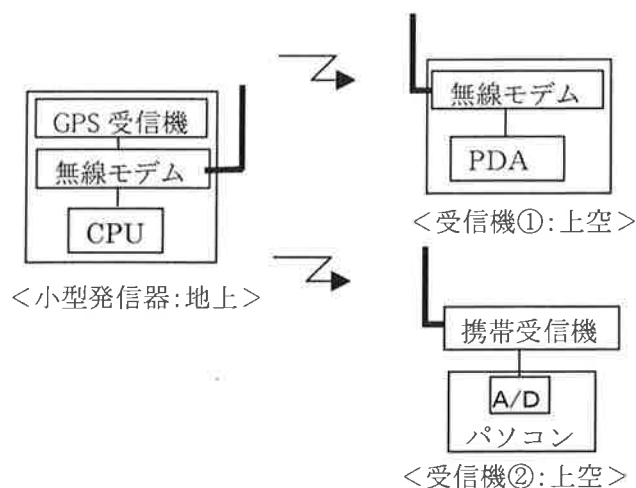 GPS 受信機
無線モデム
CPU
＜小型発信器:地上＞
無線モデム
PDA
＜受信機①:上空＞
携帯受信機
A/D
パソコン
＜受信機②:上空＞